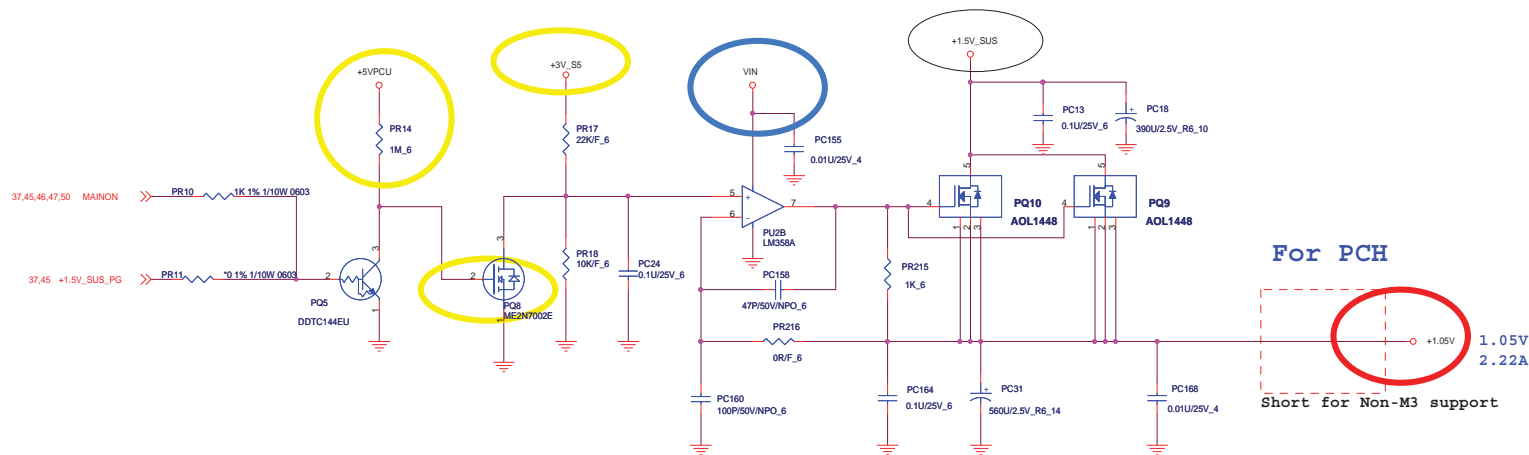 +1.5V_SUS
+3V_S5
+5VPCU
VIN
PC13
0.1U/25V_6
PC18
390U/2.5V_R6_10
PR14
1M_6
PR17
22K/F_6
PC155
0.01U/25V_4
5
5
37,45,46,47,50 MAINON
PR10
1K 1% 1/10W 0603
5
+
6
-
7
PU2B
LM358A
4
PQ10
AOL1448
4
PQ9
AOL1448
1
2
3
1
2
3
3
3
For PCH
37,45 +1.5V_SUS_PG
PR11
*0 1% 1/10W 0603
2
2
PR18
10K/F_6
PC24
0.1U/25V_6
PC158
47P/50V/NPO_6
PR215
1K_6
PQ5
DDTC144EU
1
PQ8
ME2N7002E
1
PR216
0R/F_6
+1.05V
1.05V
2.22A
PC160
100P/50V/NPO_6
PC164
0.1U/25V_6
+
PC31
560U/2.5V_R6_14
PC168
0.01U/25V_4
Short for Non-M3 support